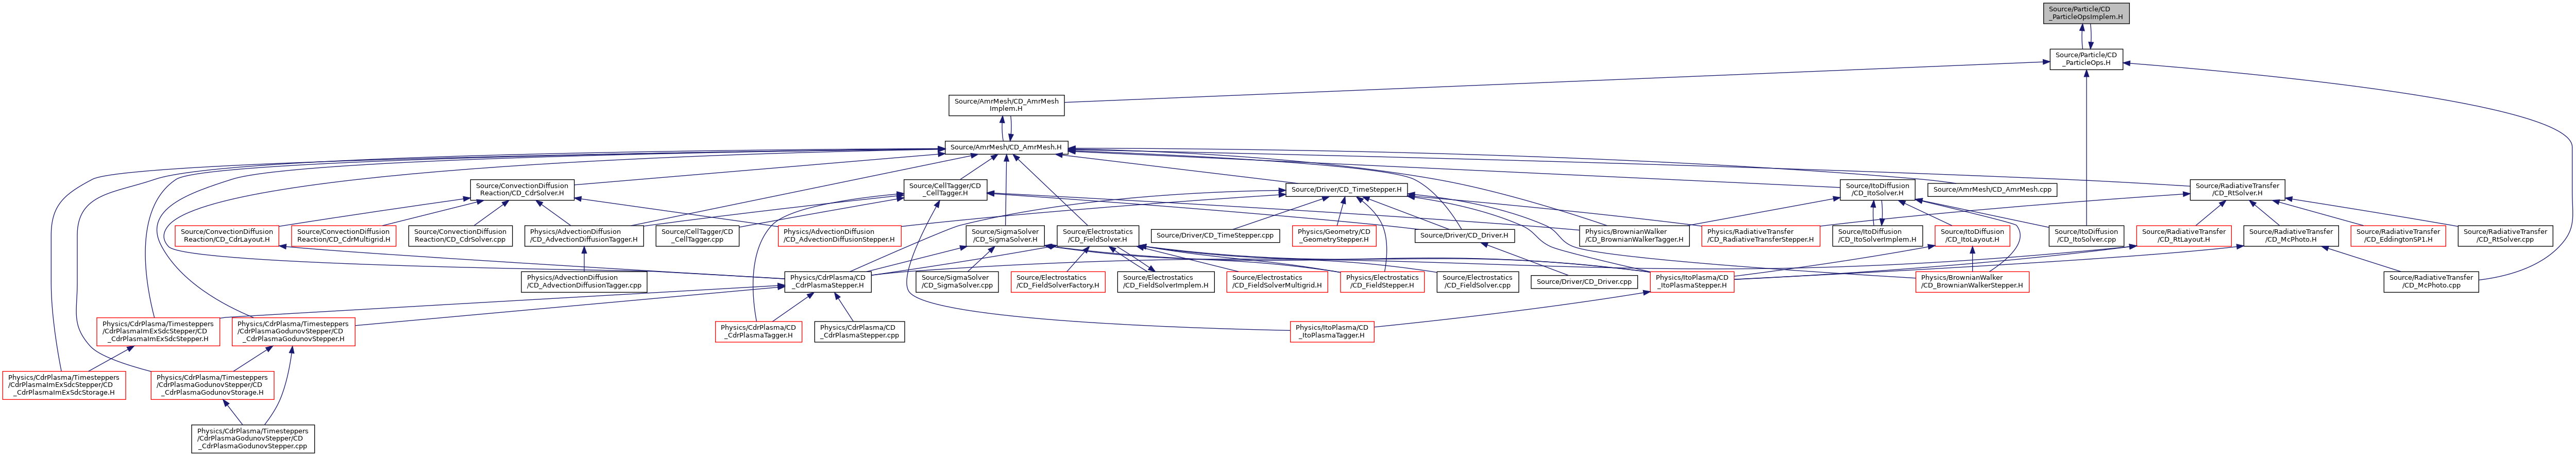 Source/Particle/CD
_ParticleOpsImplem.H
Source/Particle/CD
_ParticleOps.H
Source/AmrMesh/CD_AmrMesh
Implem.H
Source/AmrMesh/CD_AmrMesh.H
Source/ConvectionDiffusion
Reaction/CD_CdrSolver.H
Source/CellTagger/CD
_CellTagger.H
Source/Driver/CD_TimeStepper.H
Source/ItoDiffusion
/CD_ItoSolver.H
Source/AmrMesh/CD_AmrMesh.cpp
Source/RadiativeTransfer
/CD_RtSolver.H
Source/ConvectionDiffusion
Reaction/CD_CdrLayout.H
Source/ConvectionDiffusion
Reaction/CD_CdrMultigrid.H
Source/ConvectionDiffusion
Reaction/CD_CdrSolver.cpp
Physics/AdvectionDiffusion
/CD_AdvectionDiffusionTagger.H
Source/CellTagger/CD
_CellTagger.cpp
Physics/AdvectionDiffusion
/CD_AdvectionDiffusionStepper.H
Source/SigmaSolver
/CD_SigmaSolver.H
Source/Electrostatics
/CD_FieldSolver.H
Source/Driver/CD_TimeStepper.cpp
Physics/Geometry/CD
_GeometryStepper.H
Source/Driver/CD_Driver.H
Physics/BrownianWalker
/CD_BrownianWalkerTagger.H
Physics/RadiativeTransfer
/CD_RadiativeTransferStepper.H
Source/ItoDiffusion
/CD_ItoSolverImplem.H
Source/ItoDiffusion
/CD_ItoLayout.H
Source/ItoDiffusion
/CD_ItoSolver.cpp
Source/RadiativeTransfer
/CD_RtLayout.H
Source/RadiativeTransfer
/CD_McPhoto.H
Source/RadiativeTransfer
/CD_EddingtonSP1.H
Source/RadiativeTransfer
/CD_RtSolver.cpp
Physics/AdvectionDiffusion
/CD_AdvectionDiffusionTagger.cpp
Physics/CdrPlasma/CD
_CdrPlasmaStepper.H
Source/SigmaSolver
/CD_SigmaSolver.cpp
Source/Electrostatics
/CD_FieldSolverFactory.H
Source/Electrostatics
/CD_FieldSolverImplem.H
Source/Electrostatics
/CD_FieldSolverMultigrid.H
Physics/Electrostatics
/CD_FieldStepper.H
Source/Electrostatics
/CD_FieldSolver.cpp
Source/Driver/CD_Driver.cpp
Physics/ItoPlasma/CD
_ItoPlasmaStepper.H
Physics/BrownianWalker
/CD_BrownianWalkerStepper.H
Source/RadiativeTransfer
/CD_McPhoto.cpp
Physics/CdrPlasma/Timesteppers
/CdrPlasmaImExSdcStepper/CD
_CdrPlasmaImExSdcStepper.H
Physics/CdrPlasma/Timesteppers
/CdrPlasmaGodunovStepper/CD
_CdrPlasmaGodunovStepper.H
Physics/CdrPlasma/CD
_CdrPlasmaTagger.H
Physics/CdrPlasma/CD
_CdrPlasmaStepper.cpp
Physics/ItoPlasma/CD
_ItoPlasmaTagger.H
Physics/CdrPlasma/Timesteppers
/CdrPlasmaImExSdcStepper/CD
_CdrPlasmaImExSdcStorage.H
Physics/CdrPlasma/Timesteppers
/CdrPlasmaGodunovStepper/CD
_CdrPlasmaGodunovStorage.H
Physics/CdrPlasma/Timesteppers
/CdrPlasmaGodunovStepper/CD
_CdrPlasmaGodunovStepper.cpp